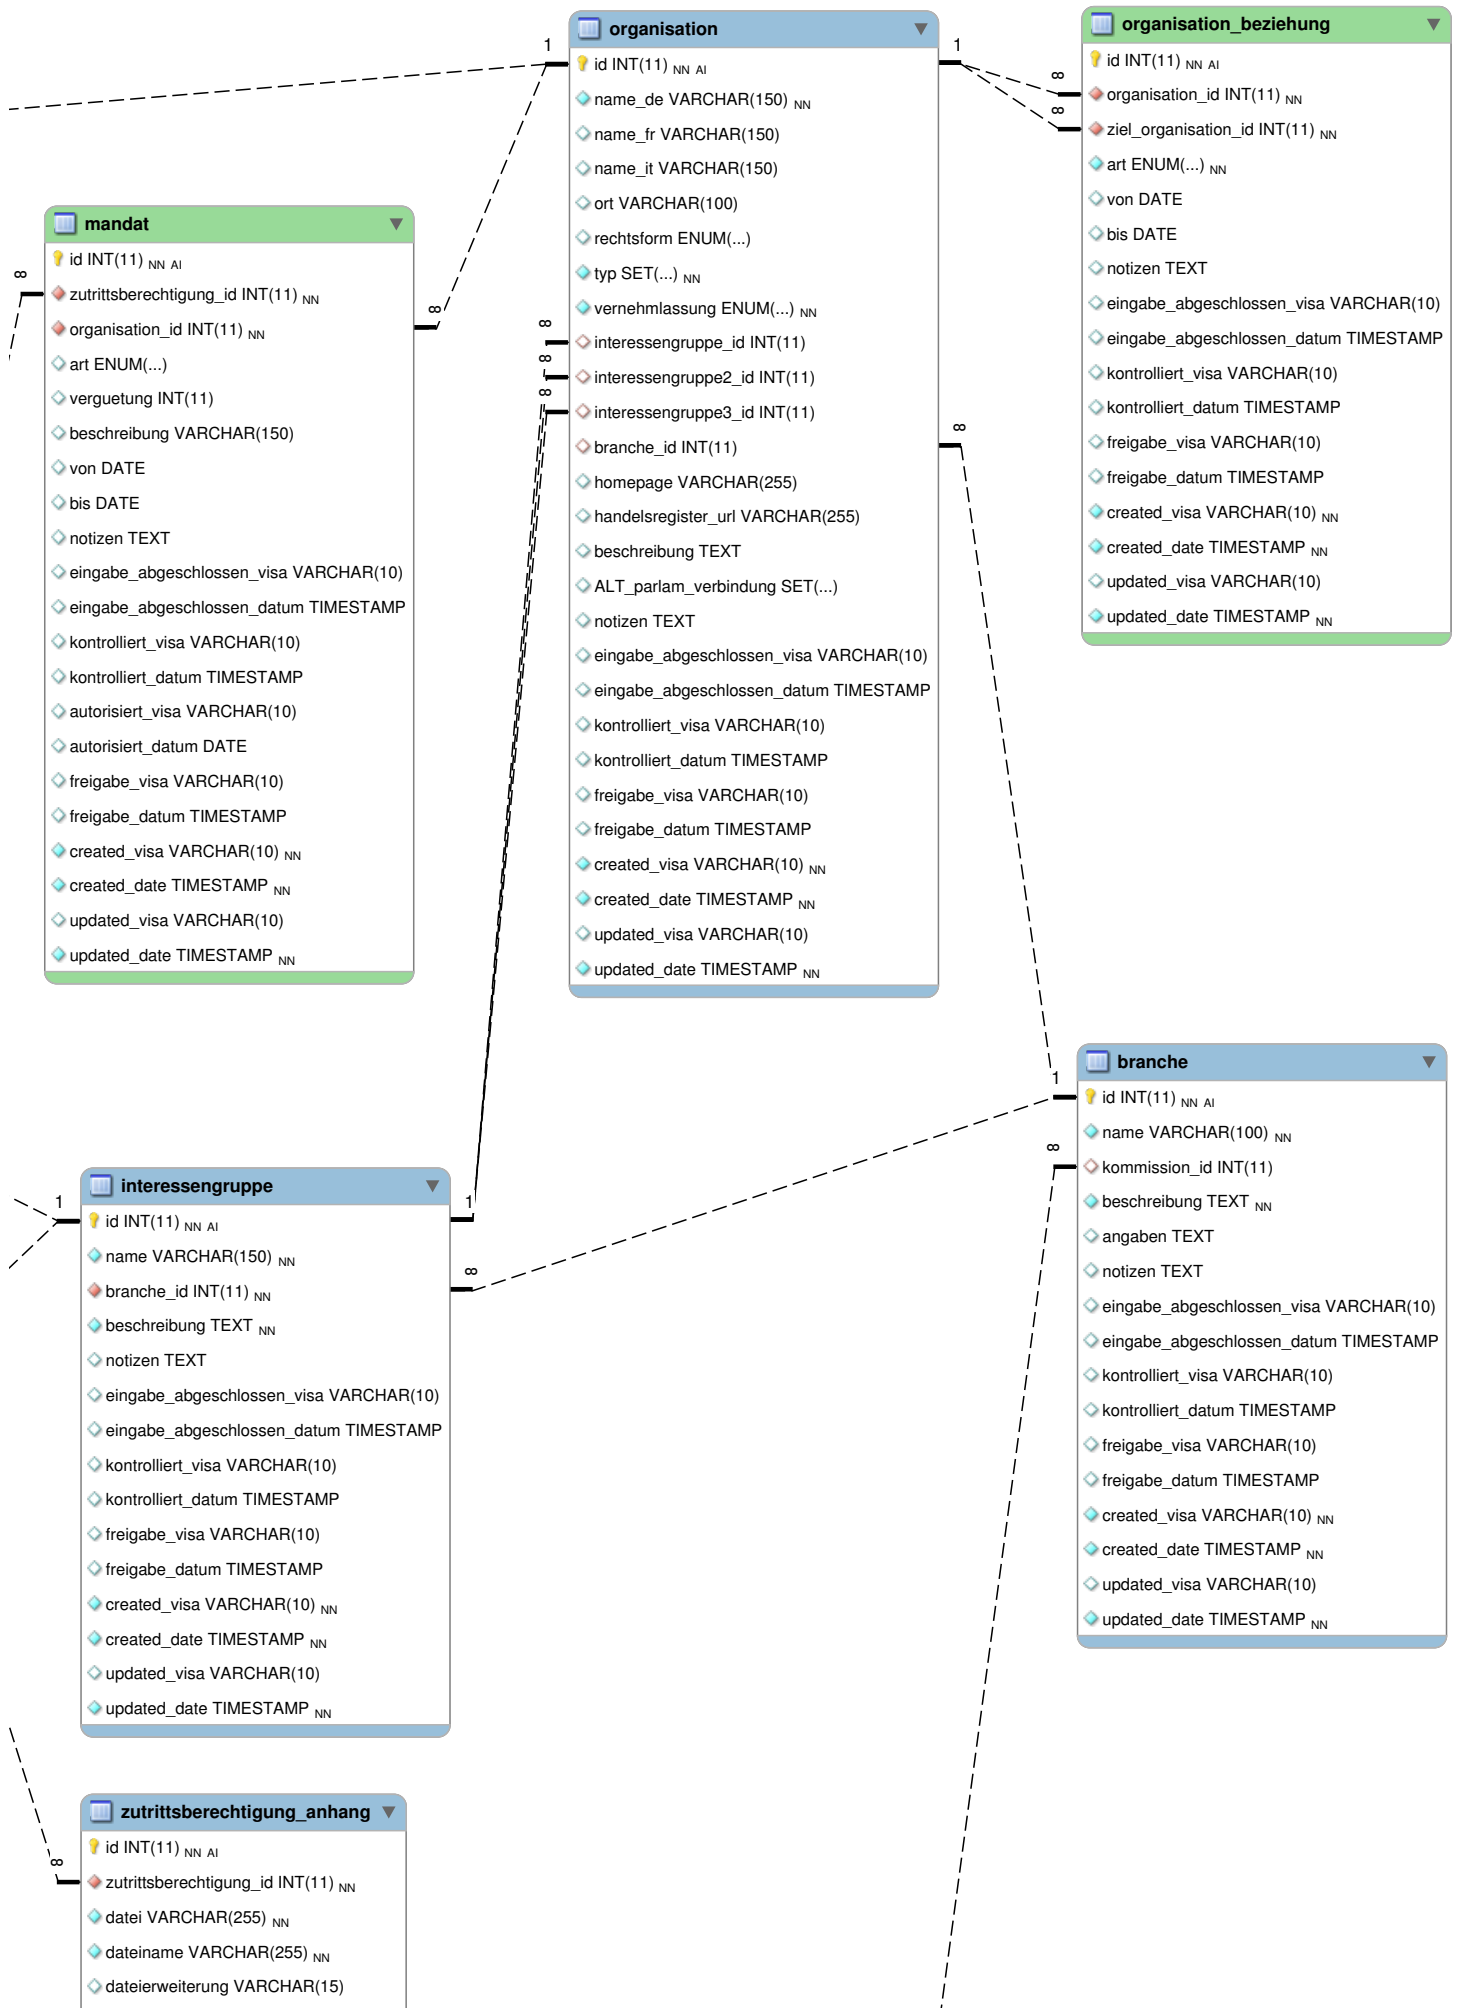 organisation
id INT(11) NN AI
name_de VARCHAR(150) NN
name_fr VARCHAR(150)
name_it VARCHAR(150)
ort VARCHAR(100)
rechtsform ENUM(...)
typ SET(...) NN
vernehmlassung ENUM(...) NN
interessengruppe_id INT(11)
interessengruppe2_id INT(11)
interessengruppe3_id INT(11)
branche_id INT(11)
homepage VARCHAR(255)
handelsregister_url VARCHAR(255)
beschreibung TEXT
ALT_parlam_verbindung SET(...)
notizen TEXT
eingabe_abgeschlossen_visa VARCHAR(10)
eingabe_abgeschlossen_datum TIMESTAMP
kontrolliert_visa VARCHAR(10)
kontrolliert_datum TIMESTAMP
freigabe_visa VARCHAR(10)
freigabe_datum TIMESTAMP
created_visa VARCHAR(10) NN
created_date TIMESTAMP NN
updated_visa VARCHAR(10)
updated_date TIMESTAMP NN
1
∞
∞
∞
1
∞
organisation_beziehung
id INT(11) NN AI
organisation_id INT(11) NN
ziel_organisation_id INT(11) NN
art ENUM(...) NN
von DATE
bis DATE
notizen TEXT
eingabe_abgeschlossen_visa VARCHAR(10)
eingabe_abgeschlossen_datum TIMESTAMP
kontrolliert_visa VARCHAR(10)
kontrolliert_datum TIMESTAMP
freigabe_visa VARCHAR(10)
freigabe_datum TIMESTAMP
created_visa VARCHAR(10) NN
created_date TIMESTAMP NN
updated_visa VARCHAR(10)
updated_date TIMESTAMP NN
∞
∞
mandat
id INT(11) NN AI
zutrittsberechtigung_id INT(11) NN
organisation_id INT(11) NN
art ENUM(...)
verguetung INT(11)
beschreibung VARCHAR(150)
von DATE
bis DATE
notizen TEXT
eingabe_abgeschlossen_visa VARCHAR(10)
eingabe_abgeschlossen_datum TIMESTAMP
kontrolliert_visa VARCHAR(10)
kontrolliert_datum TIMESTAMP
autorisiert_visa VARCHAR(10)
autorisiert_datum DATE
freigabe_visa VARCHAR(10)
freigabe_datum TIMESTAMP
created_visa VARCHAR(10) NN
created_date TIMESTAMP NN
updated_visa VARCHAR(10)
updated_date TIMESTAMP NN
∞
∞
branche
id INT(11) NN AI
name VARCHAR(100) NN
kommission_id INT(11)
beschreibung TEXT NN
angaben TEXT
notizen TEXT
eingabe_abgeschlossen_visa VARCHAR(10)
eingabe_abgeschlossen_datum TIMESTAMP
kontrolliert_visa VARCHAR(10)
kontrolliert_datum TIMESTAMP
freigabe_visa VARCHAR(10)
freigabe_datum TIMESTAMP
created_visa VARCHAR(10) NN
created_date TIMESTAMP NN
updated_visa VARCHAR(10)
updated_date TIMESTAMP NN
1
∞
interessengruppe
id INT(11) NN AI
name VARCHAR(150) NN
branche_id INT(11) NN
beschreibung TEXT NN
notizen TEXT
eingabe_abgeschlossen_visa VARCHAR(10)
eingabe_abgeschlossen_datum TIMESTAMP
kontrolliert_visa VARCHAR(10)
kontrolliert_datum TIMESTAMP
freigabe_visa VARCHAR(10)
freigabe_datum TIMESTAMP
created_visa VARCHAR(10) NN
created_date TIMESTAMP NN
updated_visa VARCHAR(10)
updated_date TIMESTAMP NN
1
1
∞
zutrittsberechtigung_anhang
id INT(11) NN AI
zutrittsberechtigung_id INT(11) NN
datei VARCHAR(255) NN
dateiname VARCHAR(255) NN
dateierweiterung VARCHAR(15)
∞